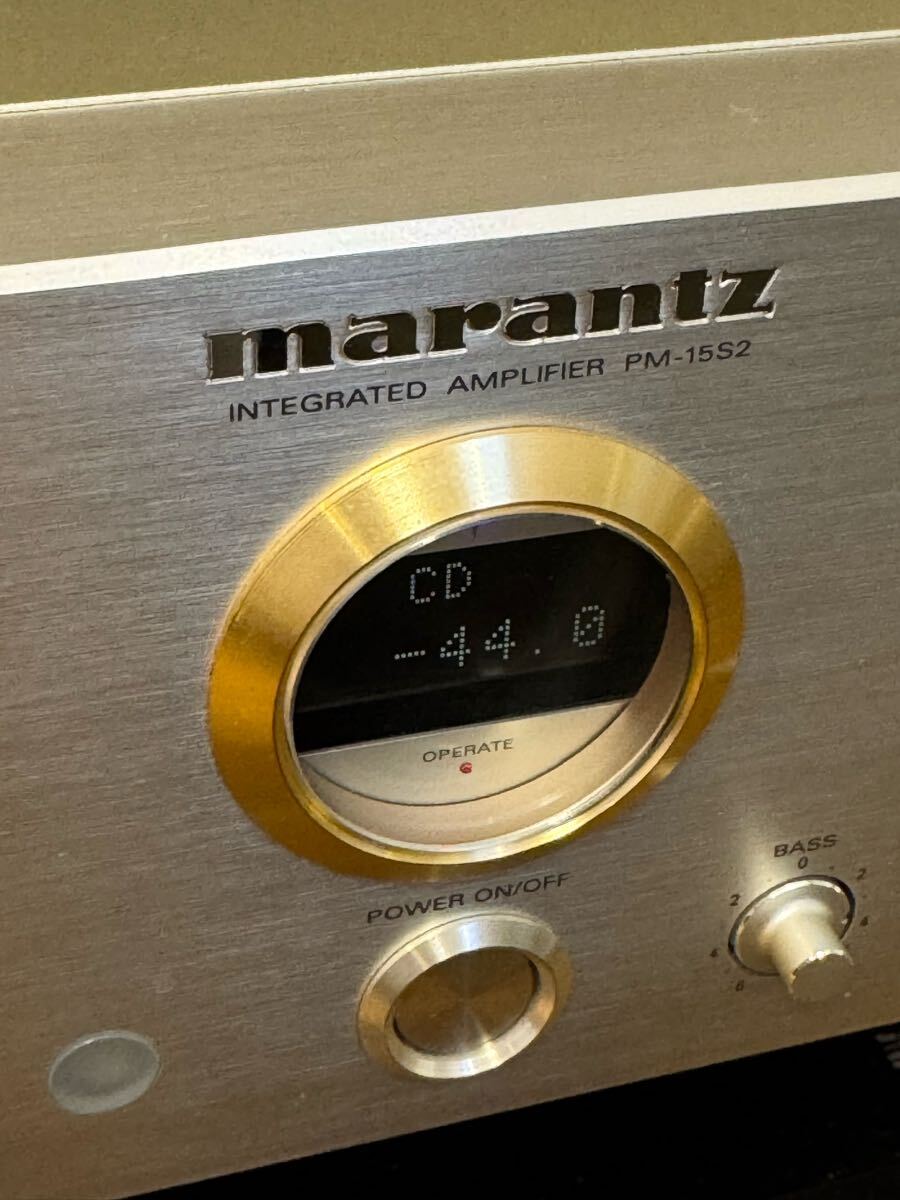 marantz
INTEGRATED AMPLIFIER PM-15S2
CD
-44.0
OPERATE
POWER ON/OFF
BASS
0
2 2
4 4
6